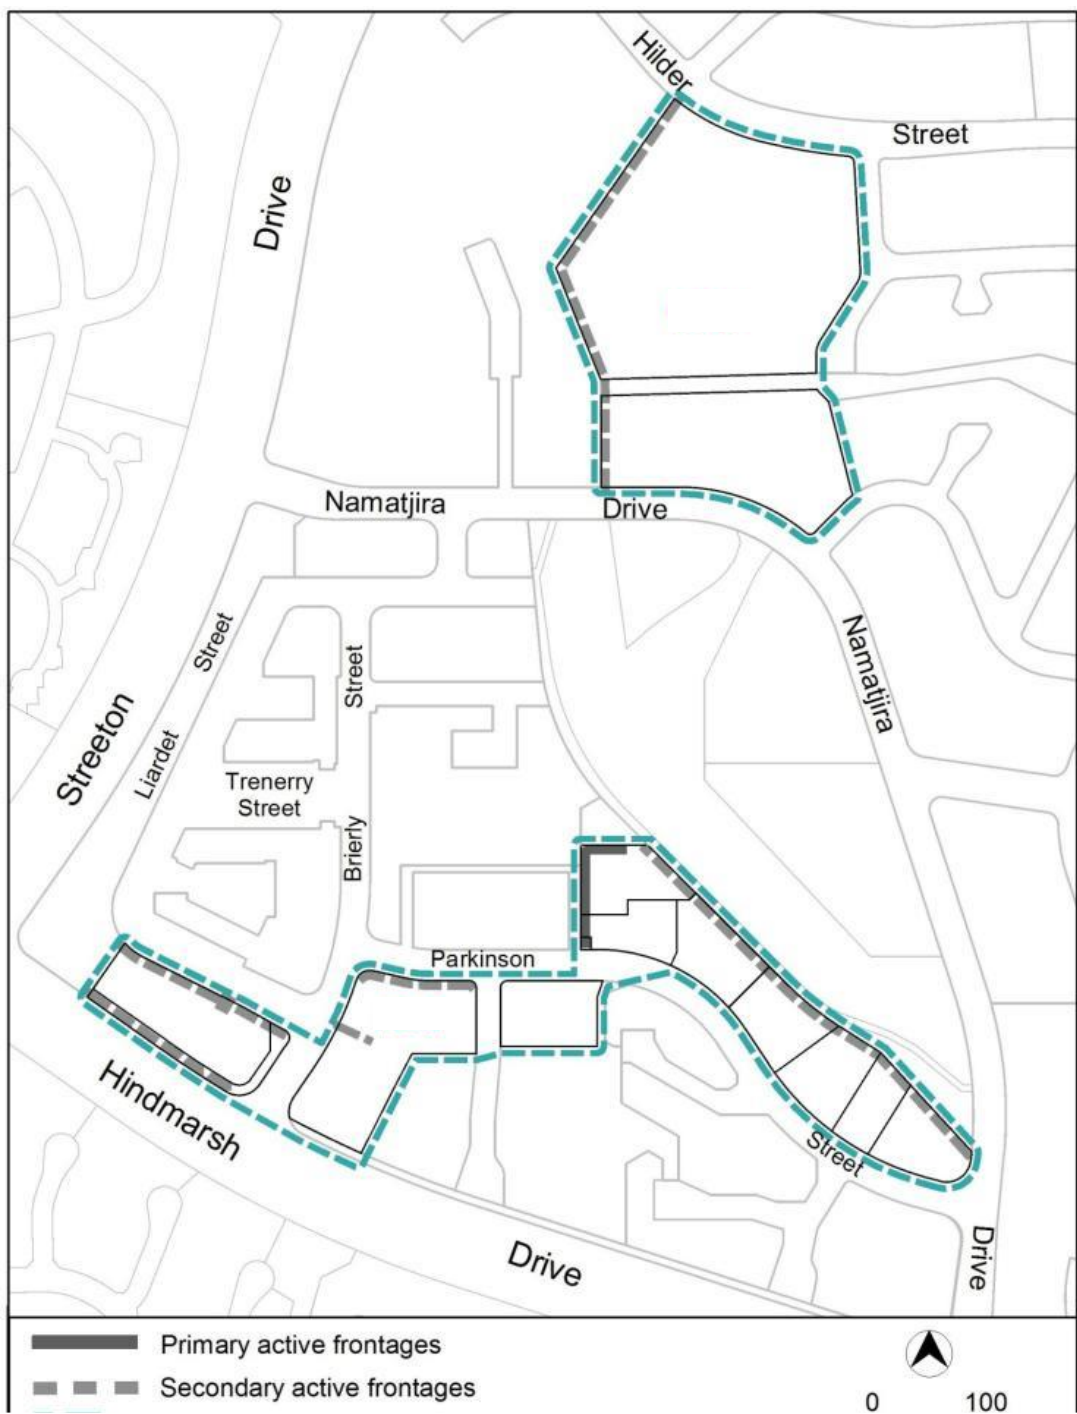 Hilder
Street
Drive
Namatjira
Drive
Street
Street
Namatjira
Streeton
Liardet
Trenerry
Street
Brierly
Parkinson
Hindmarsh
Street
Drive
Drive
Primary active frontages
Secondary active frontages
0 100